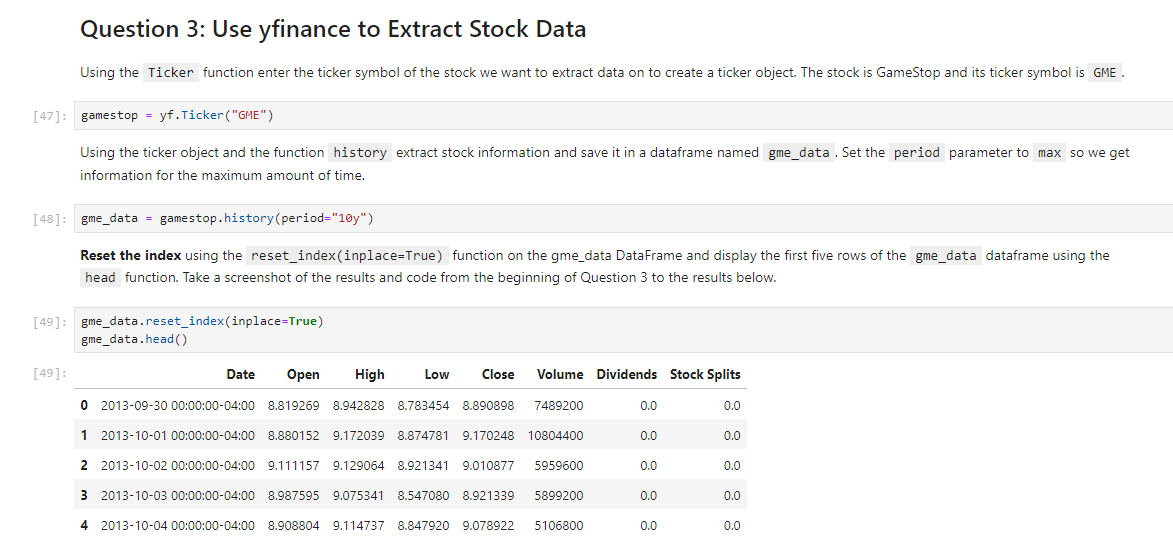 Question 3: Use yfinance to Extract Stock Data
Using the Ticker function enter the ticker symbol of the stock we want to extract data on to create a ticker object. The stock is GameStop and its ticker symbol is GME .
[47]: gamestop = yf.Ticker("GME")
Using the ticker object and the function history extract stock information and save it in a dataframe named gme_data . Set the period parameter to max so we get
information for the maximum amount of time.
[48]: gme_data = gamestop.history(period="10y")
Reset the index using the reset_index(inplace=True) function on the gme_data DataFrame and display the first five rows of the gme_data dataframe using the
head function. Take a screenshot of the results and code from the beginning of Question 3 to the results below.
[49]: gme_data.reset_index(inplace=True)
gme_data.head()
[49]: Date Open High Low Close Volume Dividends Stock Splits
0 2013-09-30 00:00:00-04:00 8.819269 8.942828 8.783454 8.890898 7489200 0.0 0.0
1 2013-10-01 00:00:00-04:00 8.880152 9.172039 8.874781 9.170248 10804400 0.0 0.0
2 2013-10-02 00:00:00-04:00 9.111157 9.129064 8.921341 9.010877 5959600 0.0 0.0
3 2013-10-03 00:00:00-04:00 8.987595 9.075341 8.547080 8.921339 5899200 0.0 0.0
4 2013-10-04 00:00:00-04:00 8.908804 9.114737 8.847920 9.078922 5106800 0.0 0.0